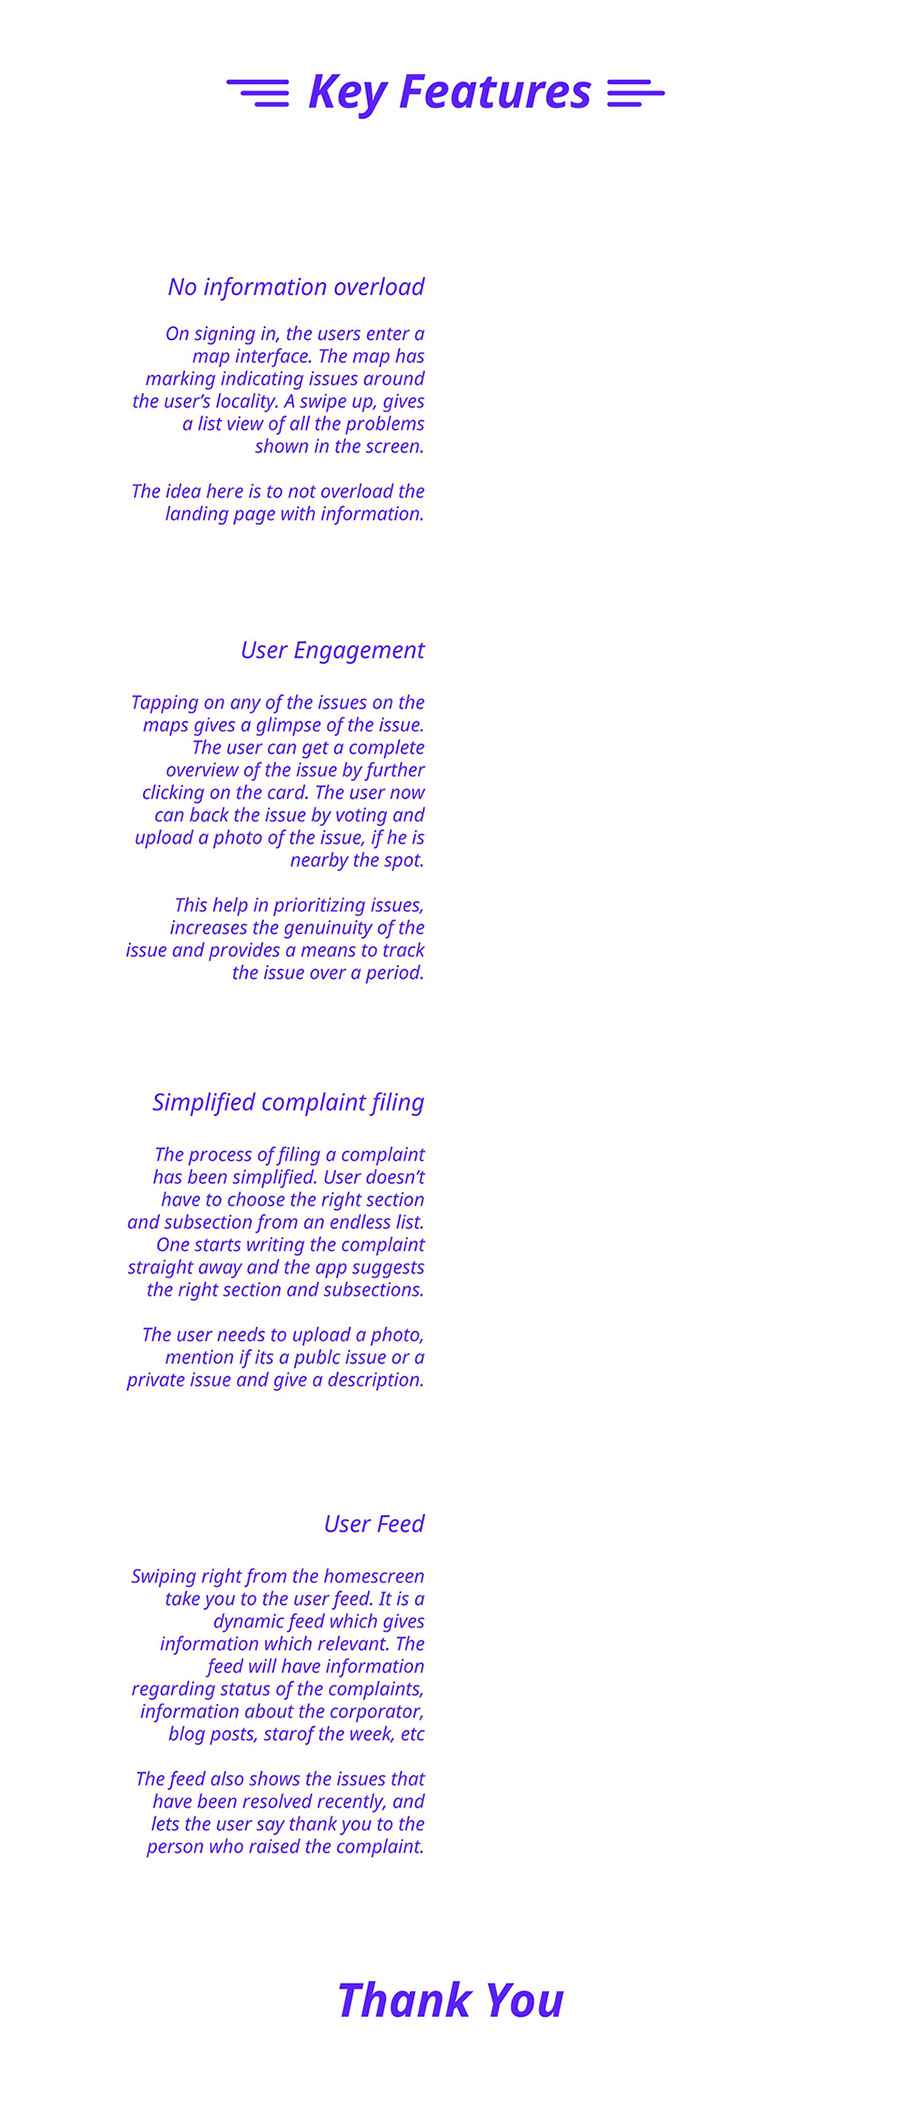 Key Features
No information overload
On signing in, the users enter a
map interface. The map has
marking indicating issues around
the user’s locality. A swipe up, gives
a list view of all the problems
shown in the screen.
The idea here is to not overload the
landing page with information.
User Engagement
Tapping on any of the issues on the
maps gives a glimpse of the issue.
The user can get a complete
overview of the issue by further
clicking on the card. The user now
can back the issue by voting and
upload a photo of the issue, if he is
nearby the spot.
This help in prioritizing issues,
increases the genuinuity of the
issue and provides a means to track
the issue over a period.
Simplified complaint filing
The process of filing a complaint
has been simplified. User doesn’t
have to choose the right section
and subsection from an endless list.
One starts writing the complaint
straight away and the app suggests
the right section and subsections.
The user needs to upload a photo,
mention if its a publc issue or a
private issue and give a description.
User Feed
Swiping right from the homescreen
take you to the user feed. It is a
dynamic feed which gives
information which relevant. The
feed will have information
regarding status of the complaints,
information about the corporator,
blog posts, starof the week, etc
The feed also shows the issues that
have been resolved recently, and
lets the user say thank you to the
person who raised the complaint.
Thank You